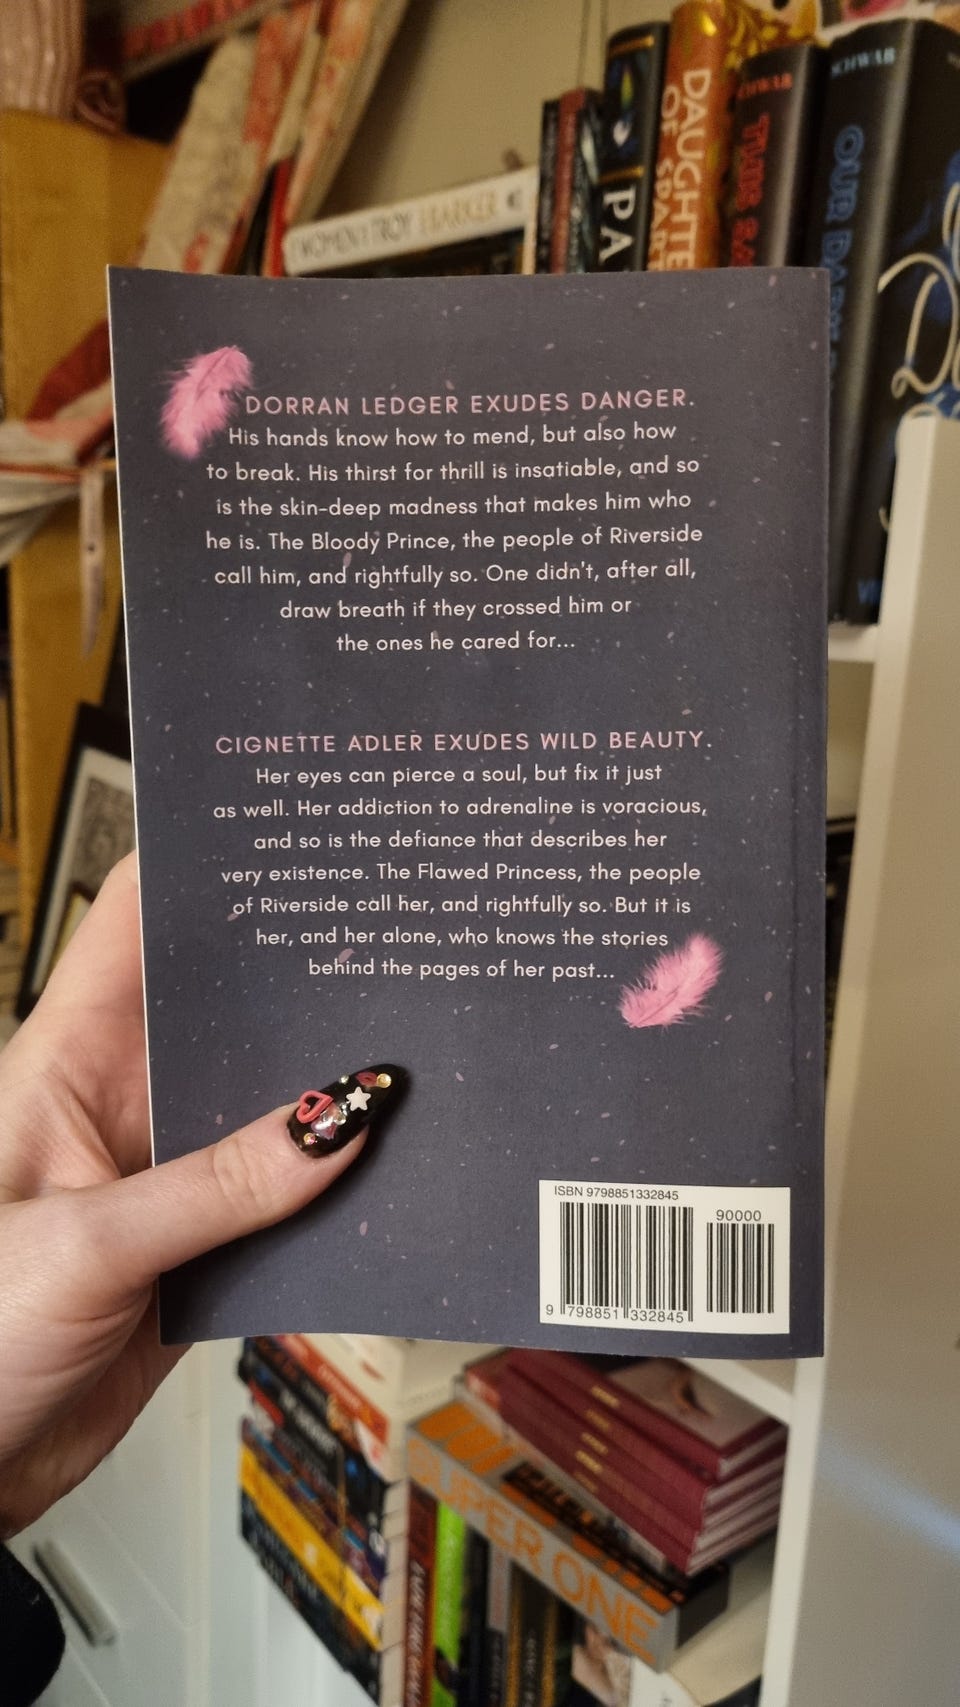 WOMEN TROY BARKER
PA
DAUGHTE
OF SPART
SCHWAB
OUR DARK
DORRAN LEDGER EXUDES DANGER.
His hands know how to mend, but also how
to break. His thirst for thrill is insatiable, and so
is the skin-deep madness that makes him who
he is. The Bloody Prince, the people of Riverside
call him, and rightfully so. One didn't, after all,
draw breath if they crossed him or
the ones he cared for...
CIGNETTE ADLER EXUDES WILD BEAUTY.
Her eyes can pierce a soul, but fix it just
as well. Her addiction to adrenaline is voracious,
and so is the defiance that describes her
very existence. The Flawed Princess, the people
of Riverside call her, and rightfully so. But it is
her, and her alone, who knows the stories
behind the pages of her past...
ISBN 9798851332845
90000
9 798851 332845
SUPER ONE